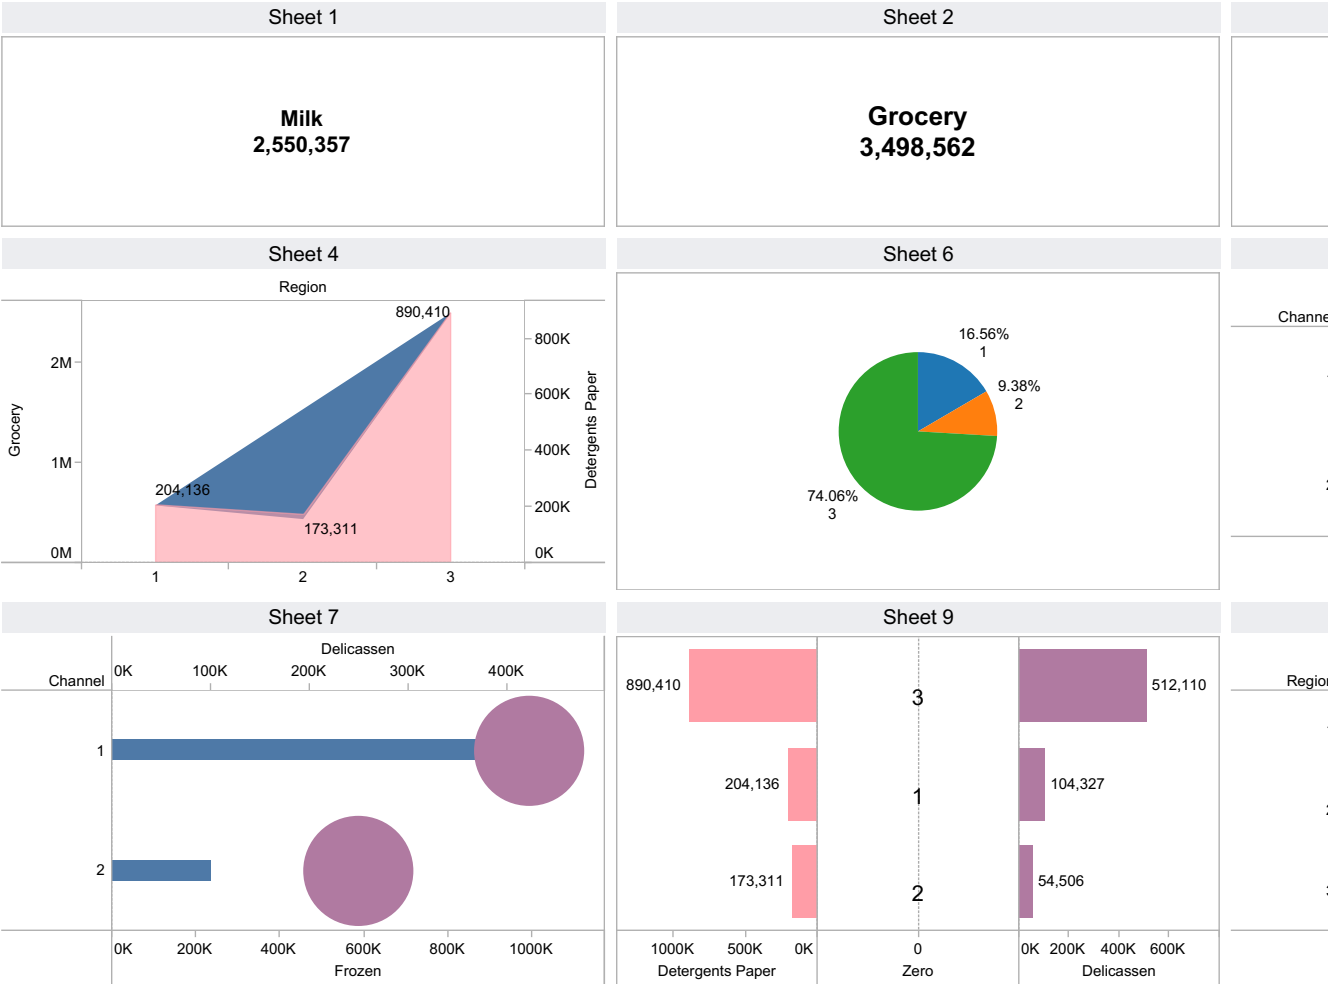 Sheet 1
Sheet 2
Milk
2,550,357
Grocery
3,498,562
Sheet 4
Region
890,410
2M
1M
0M
Grocery
204,136
173,311
800K
600K
400K
200K
0K
Detergents Paper
1
2
3
Sheet 6
16.56%
1
9.38%
2
74.06%
3
Channe
Sheet 7
Delicassen
Channel
0K 100K 200K 300K 400K
1
2
0K 200K 400K 600K 800K 1000K
Frozen
Sheet 9
890,410 3 512,110
204,136 1 104,327
173,311 2 54,506
1000K 500K 0K 0 0K 200K 400K 600K
Detergents Paper Zero Delicassen
Region